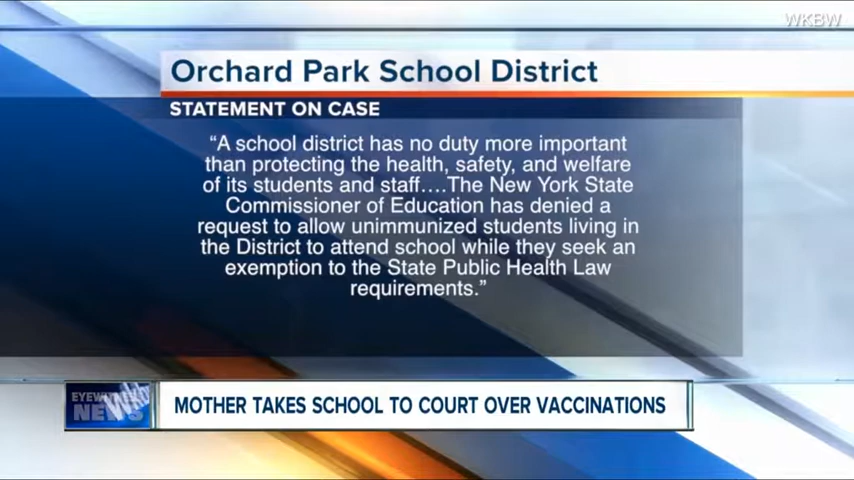 WKBW
Orchard Park School District
STATEMENT ON CASE
“A school district has no duty more important
than protecting the health, safety, and welfare
of its students and staff....The New York State
Commissioner of Education has denied a
request to allow unimmunized students living in
the District to attend school while they seek an
exemption to the State Public Health Law
requirements.”
EYEWITNESS
NEWS
MOTHER TAKES SCHOOL TO COURT OVER VACCINATIONS